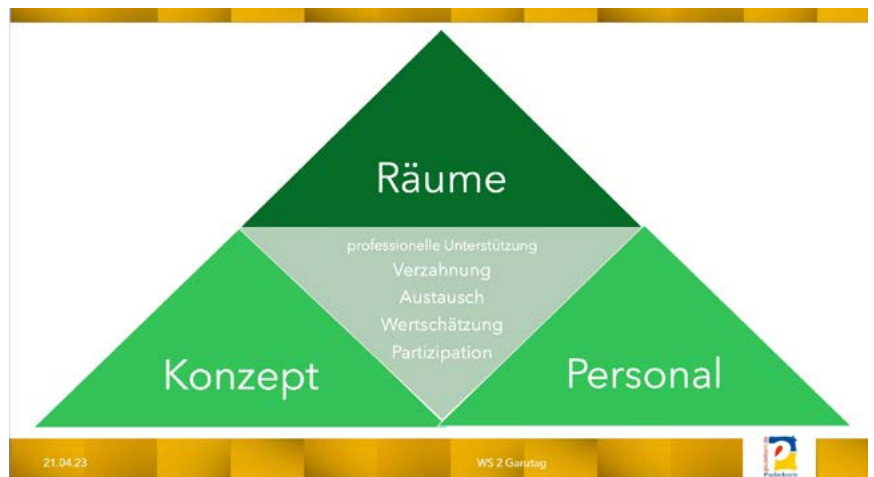 Räume
professionelle Unterstützung
Verzahnung
Austausch
Wertschätzung
Partizipation
Konzept
Personal
21.04.23
WS 2 Ganztag
Paderborn